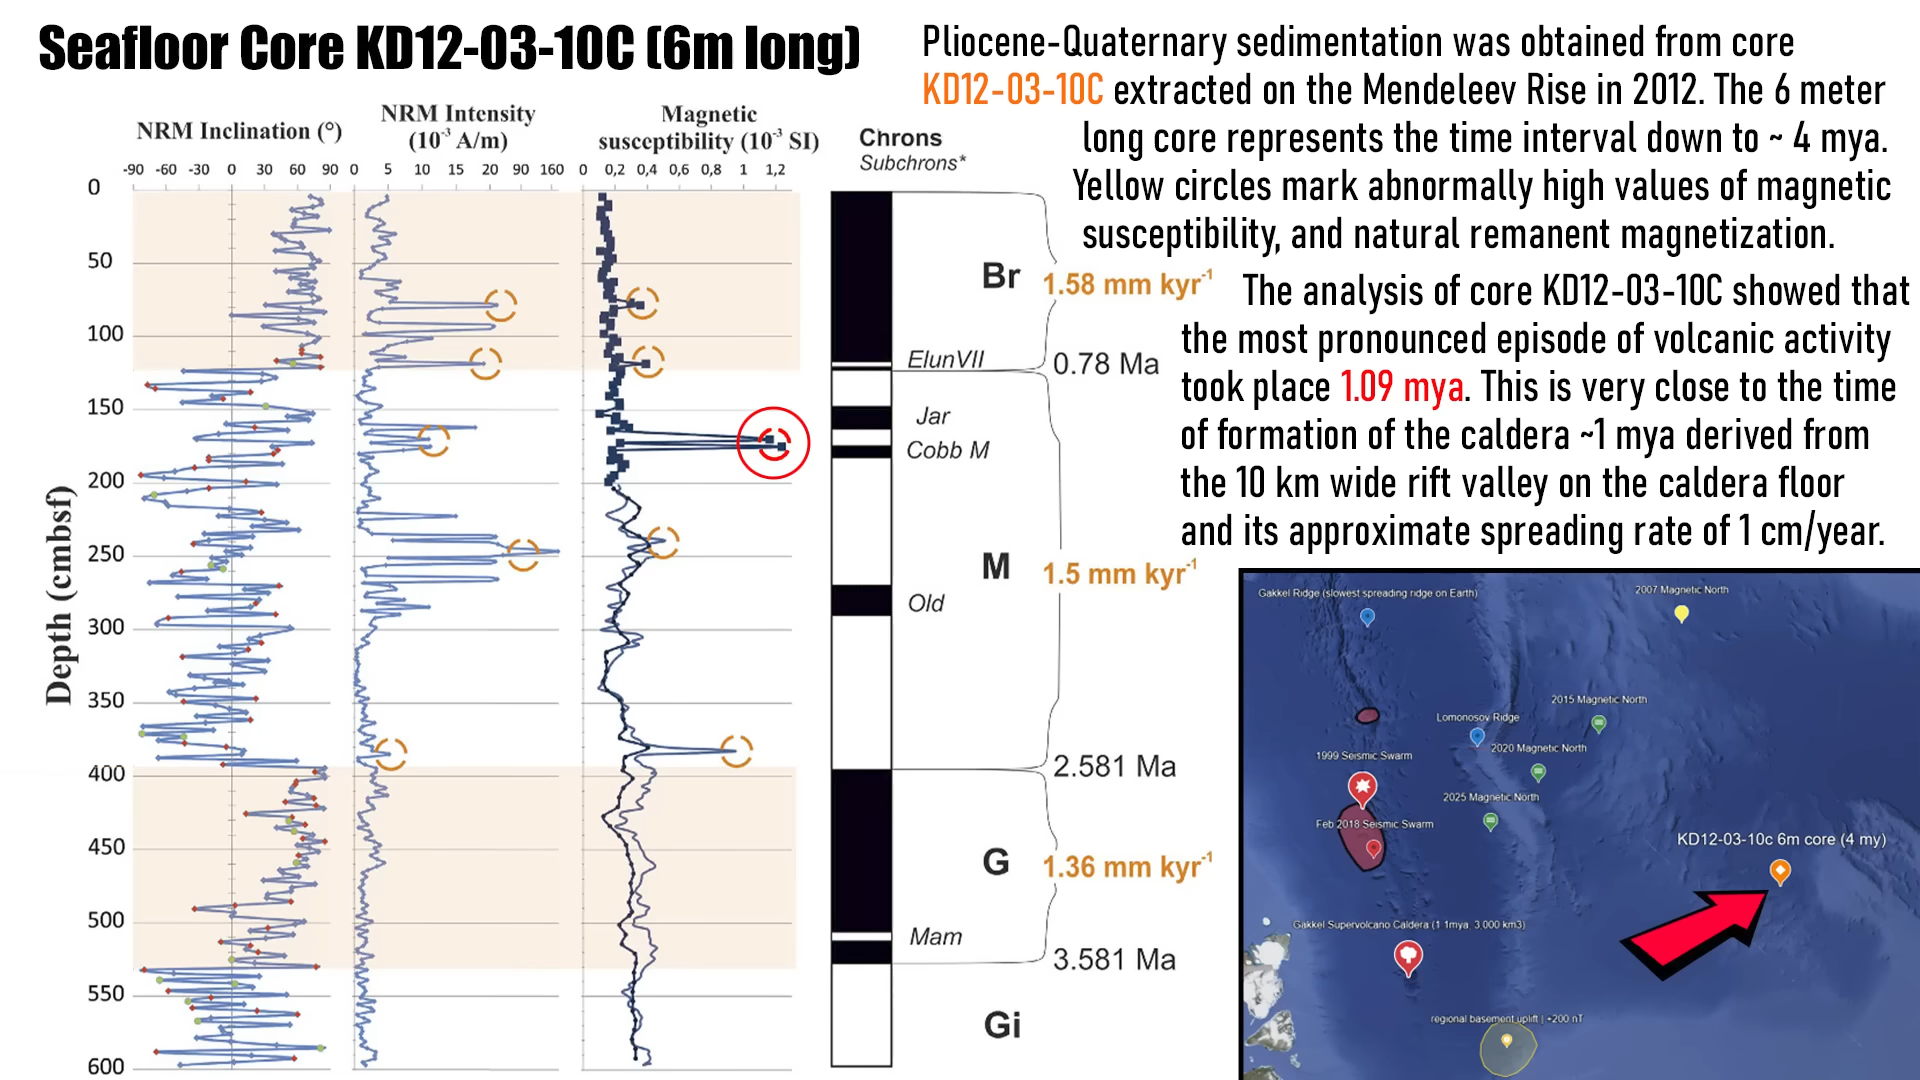 Seafloor Core KD12-03-10C (6m long)
Pliocene-Quaternary sedimentation was obtained from core
KD12-03-10C extracted on the Mendeleev Rise in 2012. The 6 meter
long core represents the time interval down to ~ 4 mya.
Yellow circles mark abnormally high values of magnetic
susceptibility, and natural remanent magnetization.
The analysis of core KD12-03-10C showed that
the most pronounced episode of volcanic activity
took place 1.09 mya. This is very close to the time
of formation of the caldera ~1 mya derived from
the 10 km wide rift valley on the caldera floor
and its approximate spreading rate of 1 cm/year.
NRM Inclination (°)
NRM Intensity
(10⁻³ A/m)
Magnetic
susceptibility (10⁻³ SI)
Chrons
Subchrons*
-90 -60 -30 0 30 60 90
0 5 10 15 20 90 160
0 0,2 0,4 0,6 0,8 1 1,2
Depth (cmbsf)
0
50
100
150
200
250
300
350
400
450
500
550
600
Br
1.58 mm kyr⁻¹
ElunVII
0.78 Ma
Jar
Cobb M
M
1.5 mm kyr⁻¹
Old
2.581 Ma
G
1.36 mm kyr⁻¹
Mam
3.581 Ma
Gi
Gakkel Ridge (slowest spreading ridge on Earth)
2007 Magnetic North
2015 Magnetic North
Lomonosov Ridge
2020 Magnetic North
1999 Seismic Swarm
2025 Magnetic North
Feb 2018 Seismic Swarm
KD12-03-10c 6m core (4 my)
Gakkel Supervolcano Caldera (1.1mya, 3,000 km3)
regional basement uplift | +200 nT